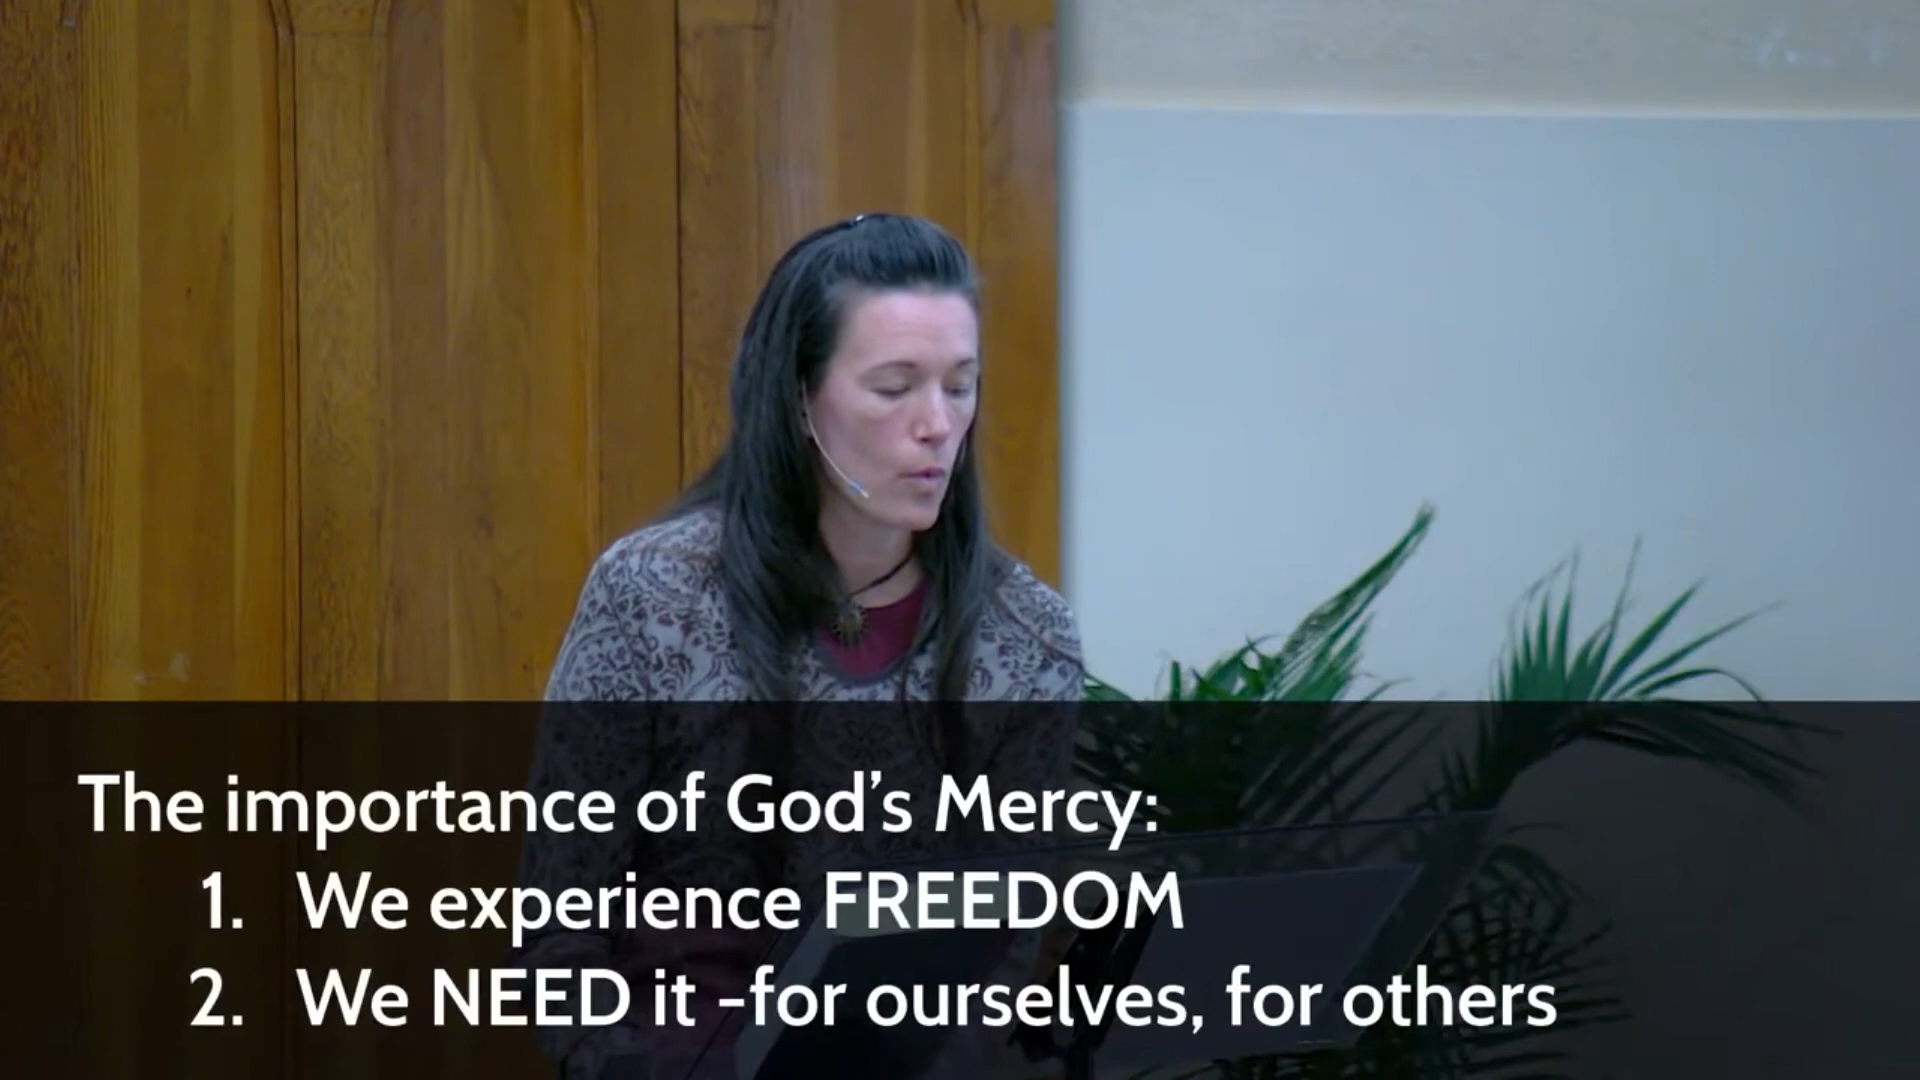 The importance of God's Mercy:
1. We experience FREEDOM
2. We NEED it -for ourselves, for others